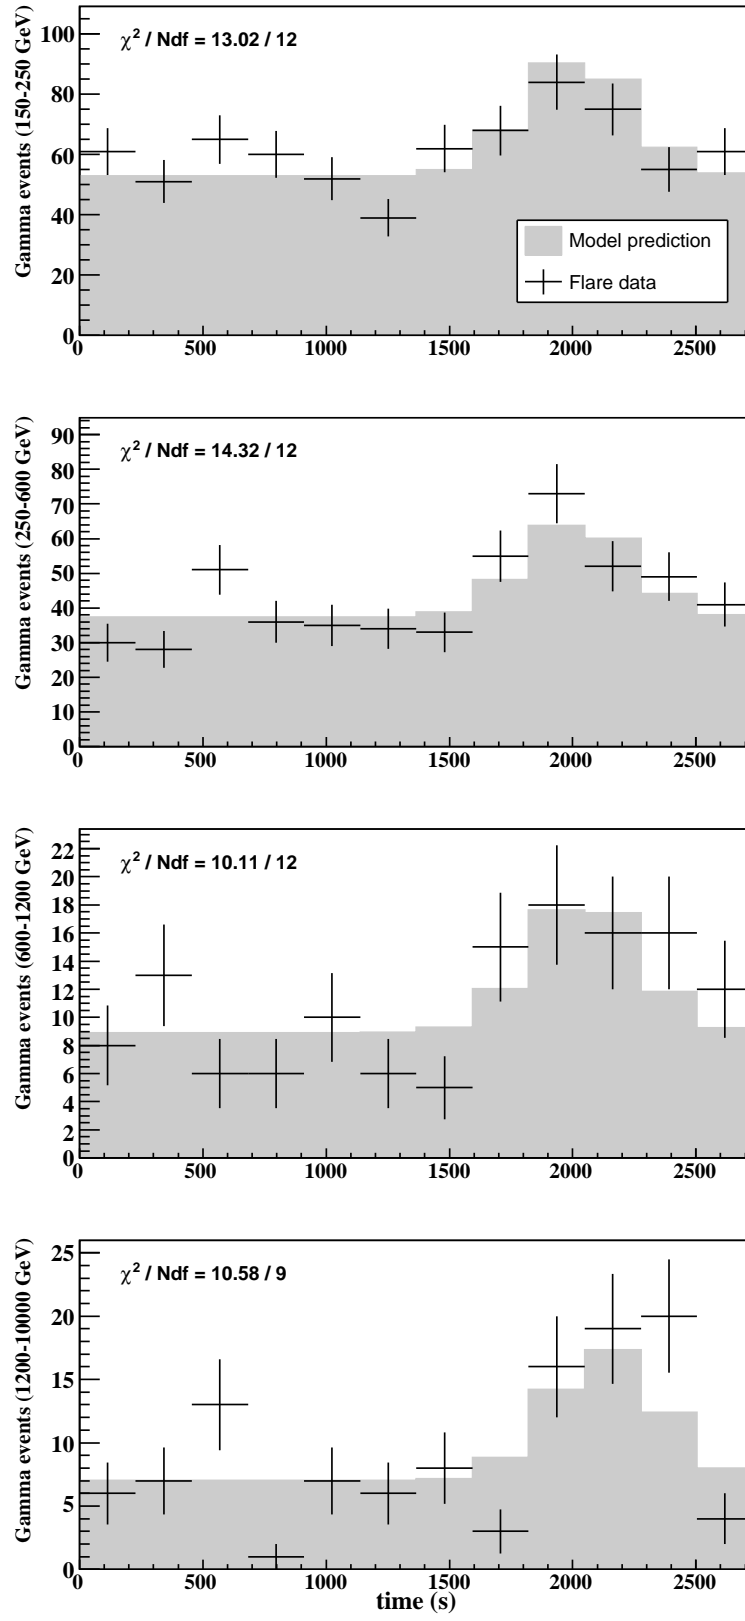 Gamma events (150-250 GeV)
χ² / Ndf = 13.02 / 12
100
80
60
40
20
0
Model prediction
Flare data
0 500 1000 1500 2000 2500
Gamma events (250-600 GeV)
χ² / Ndf = 14.32 / 12
90
80
70
60
50
40
30
20
10
0
0 500 1000 1500 2000 2500
Gamma events (600-1200 GeV)
χ² / Ndf = 10.11 / 12
22
20
18
16
14
12
10
8
6
4
2
0
0 500 1000 1500 2000 2500
Gamma events (1200-10000 GeV)
χ² / Ndf = 10.58 / 9
25
20
15
10
5
0
0 500 1000 1500 2000 2500
time (s)